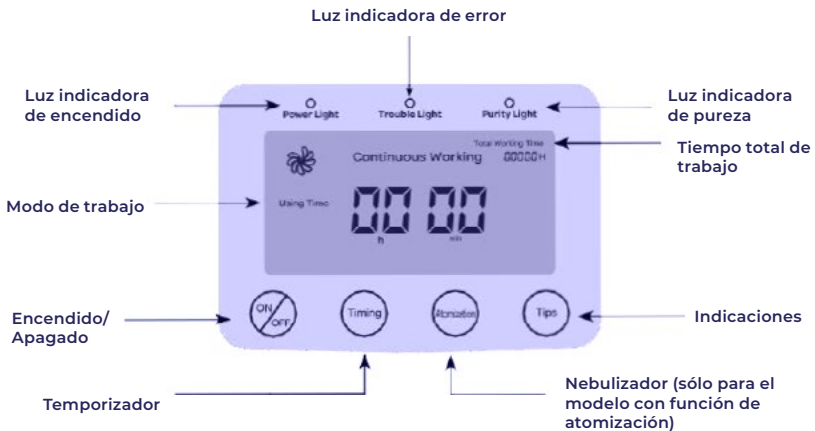 Luz indicadora de error
Luz indicadora
de encendido
Luz indicadora
de pureza
Power Light
Trouble Light
Purity Light
Total Working Time
00000H
Tiempo total de
trabajo
Continuous Working
Modo de trabajo
Using Time
00 00
h
min
ON/OFF
Timing
Atomization
Tips
Encendido/
Apagado
Indicaciones
Temporizador
Nebulizador (sólo para el
modelo con función de
atomización)